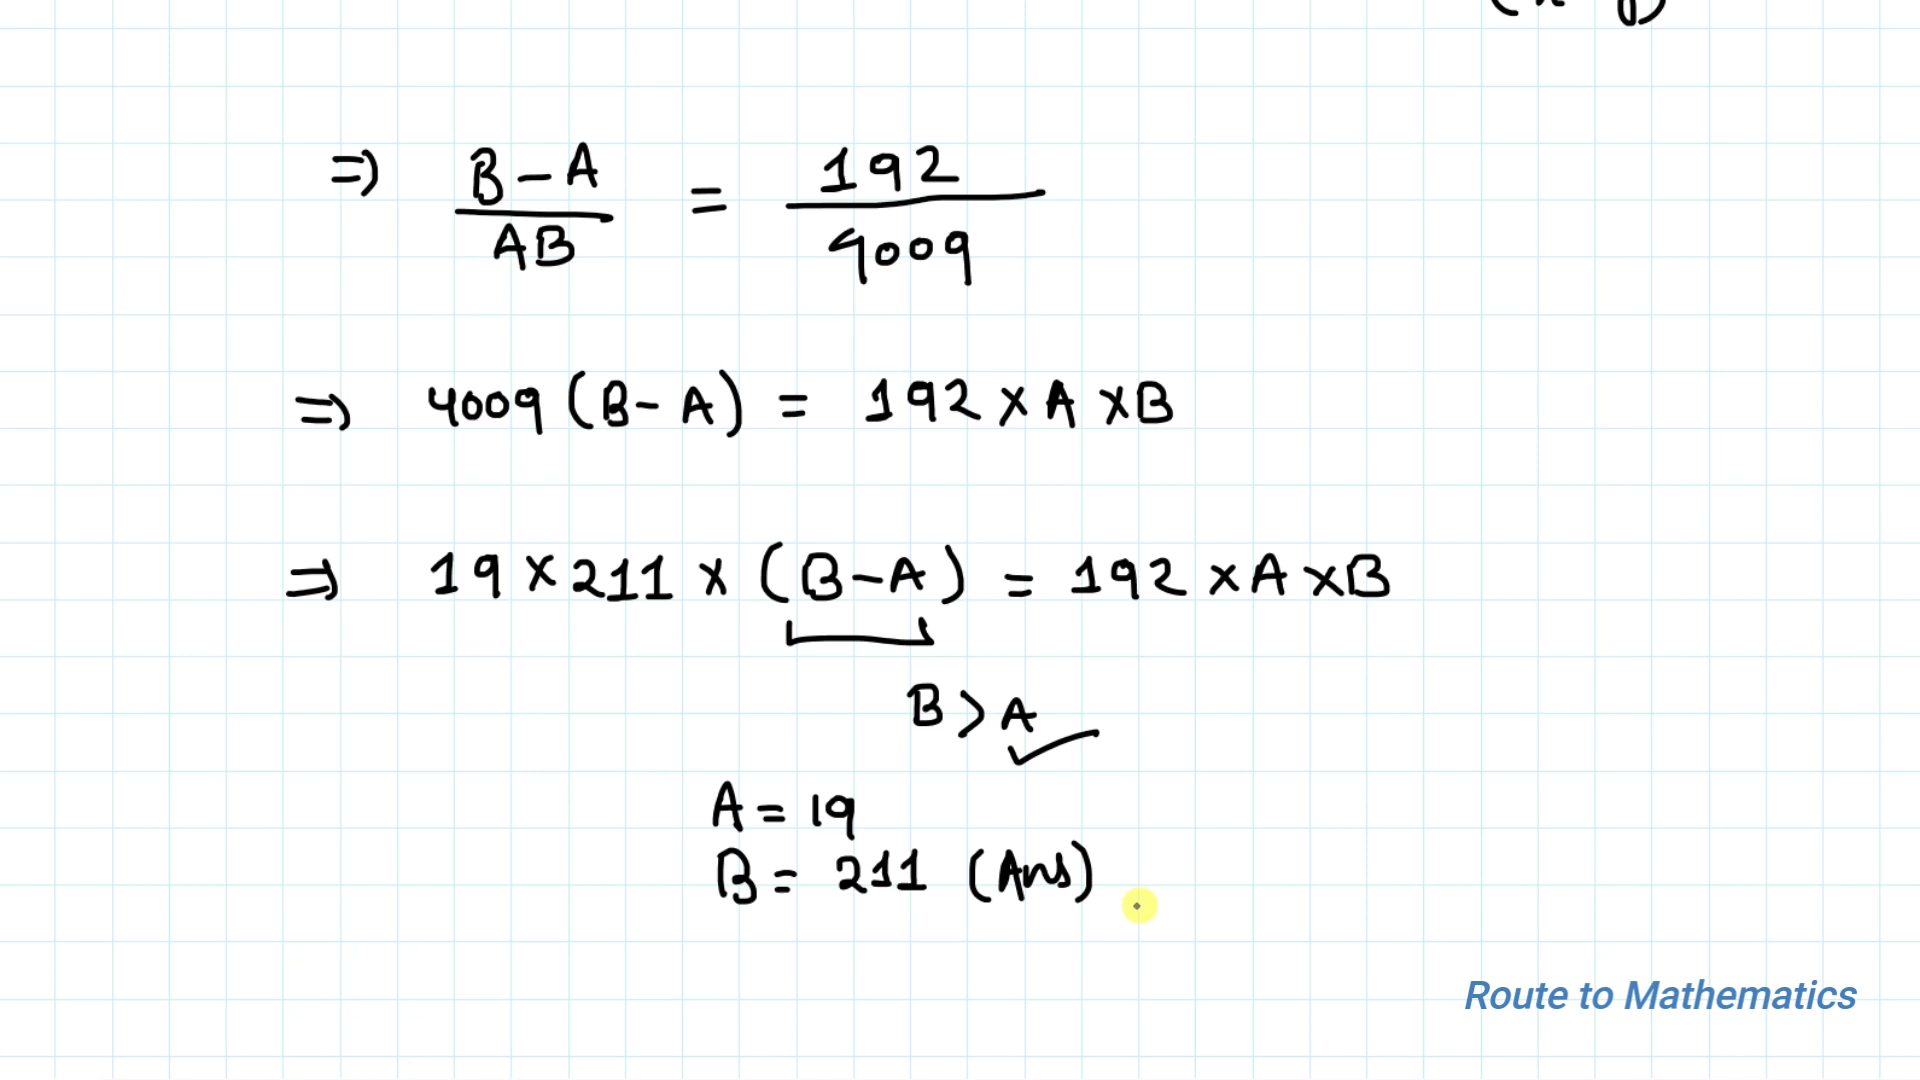 => B-A / AB = 192 / 4009
=> 4009 (B-A) = 192 × A × B
=> 19 × 211 × (B-A) = 192 × A × B
B > A ✓
A = 19
B = 211 (Ans)
Route to Mathematics